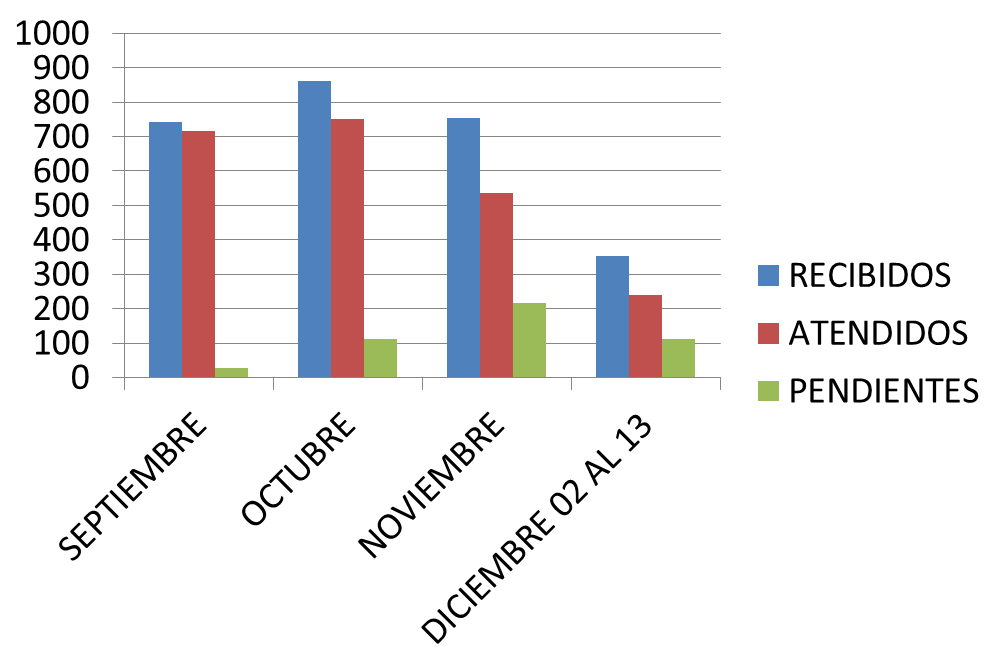 1000
900
800
700
600
500
400
300
200
100
0
SEPTIEMBRE
OCTUBRE
NOVIEMBRE
DICIEMBRE 02 AL 13
RECIBIDOS
ATENDIDOS
PENDIENTES